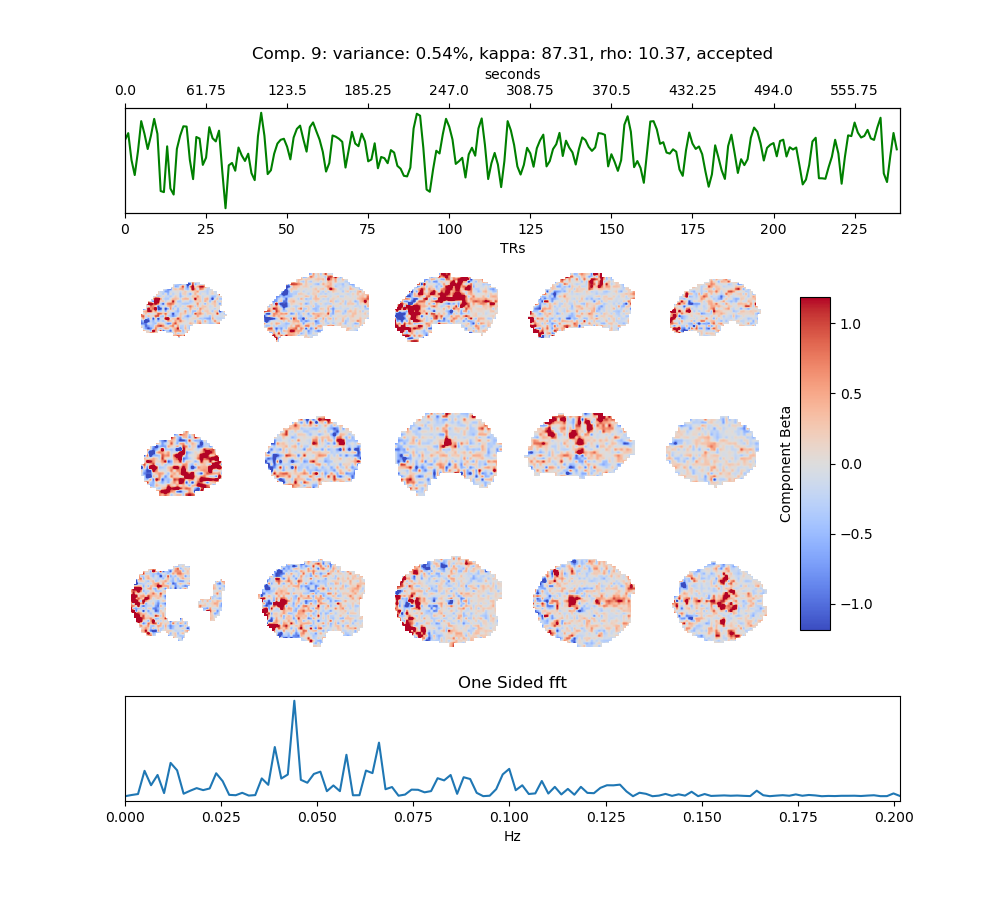 Comp. 9: variance: 0.54%, kappa: 87.31, rho: 10.37, accepted
seconds
0.0 61.75 123.5 185.25 247.0 308.75 370.5 432.25 494.0 555.75
0 25 50 75 100 125 150 175 200 225
TRs
1.0
0.5
0.0
−0.5
−1.0
Component Beta
One Sided fft
0.000 0.025 0.050 0.075 0.100 0.125 0.150 0.175 0.200
Hz